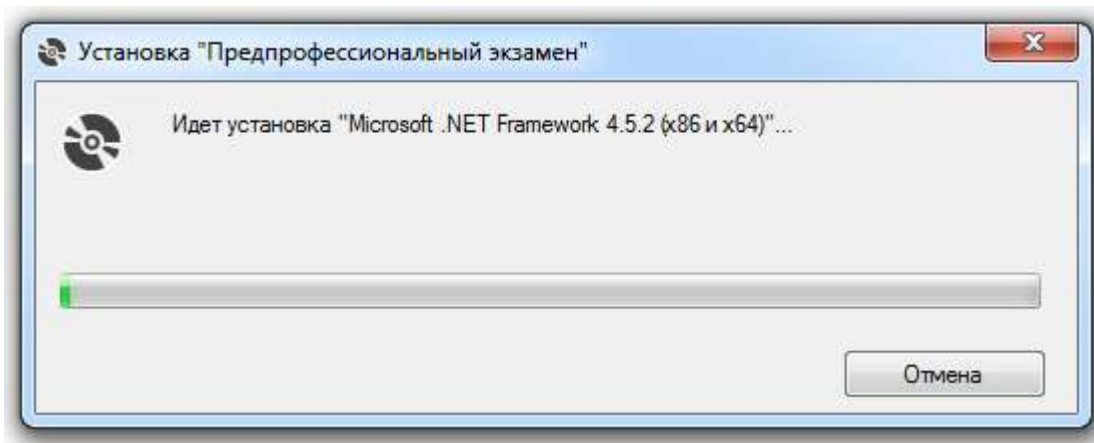 Установка "Предпрофессиональный экзамен"
Идет установка "Microsoft .NET Framework 4.5.2 (x86 и x64)"...
Отмена